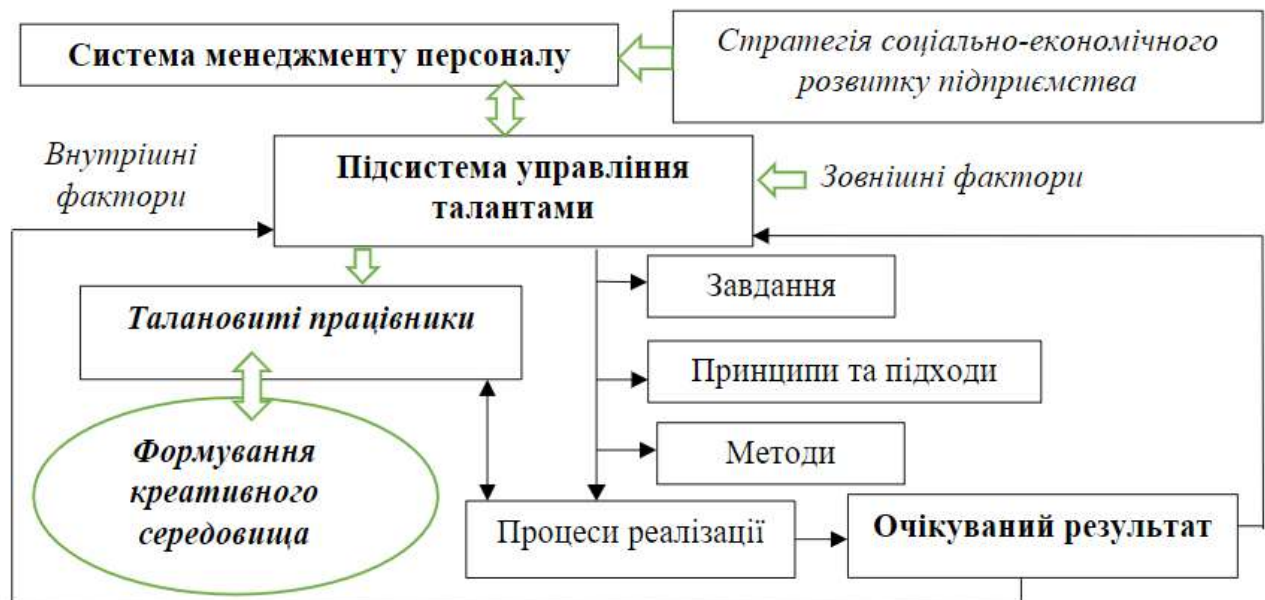 Система менеджменту персоналу
Стратегія соціально-економічного
розвитку підприємства
Внутрішні
фактори
Підсистема управління
талантами
Зовнішні фактори
Завдання
Талановиті працівники
Принципи та підходи
Методи
Формування
креативного
середовища
Процеси реалізації
Очікуваний результат